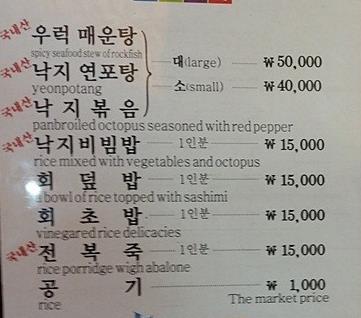 국내산 우럭 매운탕
spicy seafood stew of rockfish
대(large) ₩ 50,000
국내산 낙지 연포탕
yeonpotang
소(small) ₩ 40,000
국내산 낙 지 볶 음
panbroiled octopus seasoned with red pepper
국내산 낙지비빔밥 1인분 ₩ 15,000
rice mixed with vegetables and octopus
회 덮 밥 1인분 ₩ 15,000
a bowl of rice topped with sashimi
회 초 밥 1인분 ₩ 15,000
vinegared rice delicacies
국내산 전 복 죽 1인분 ₩ 15,000
rice porridge wigh abalone
공 기 ₩ 1,000
rice The market price